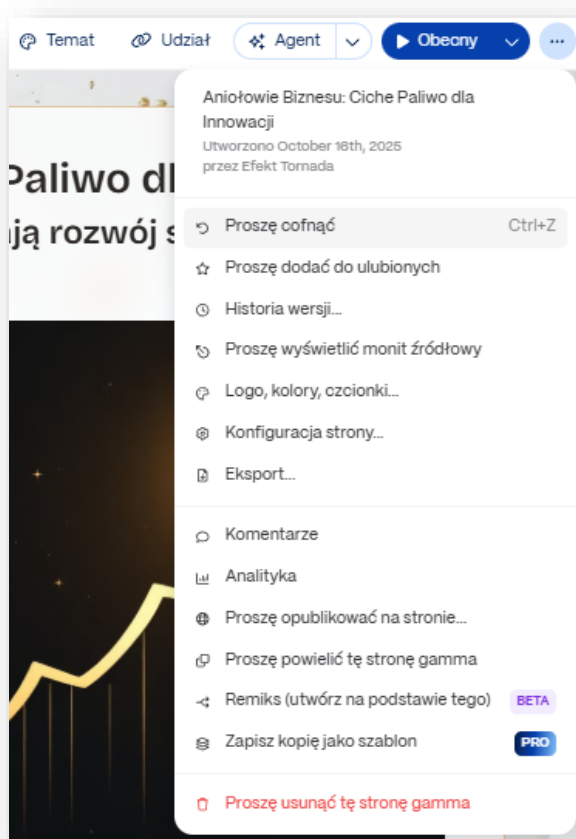 Temat
Udział
Agent
Obecny
Aniołowie Biznesu: Ciche Paliwo dla
Innowacji
Utworzono October 16th, 2025
przez Efekt Tornada
Paliwo dl
ają rozwój s
Proszę cofnąć Ctrl+Z
Proszę dodać do ulubionych
Historia wersji...
Proszę wyświetlić monit źródłowy
Logo, kolory, czcionki...
Konfiguracja strony...
Eksport...
Komentarze
Analityka
Proszę opublikować na stronie...
Proszę powielić tę stronę gamma
Remiks (utwórz na podstawie tego) BETA
Zapisz kopię jako szablon PRO
Proszę usunąć tę stronę gamma